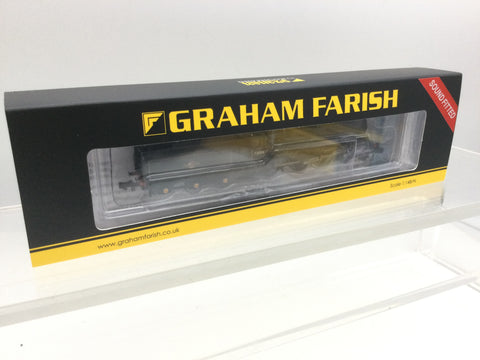 GRAHAM FARISH
SOUND FITTED
Scale 1:148/N
www.grahamfarish.co.uk